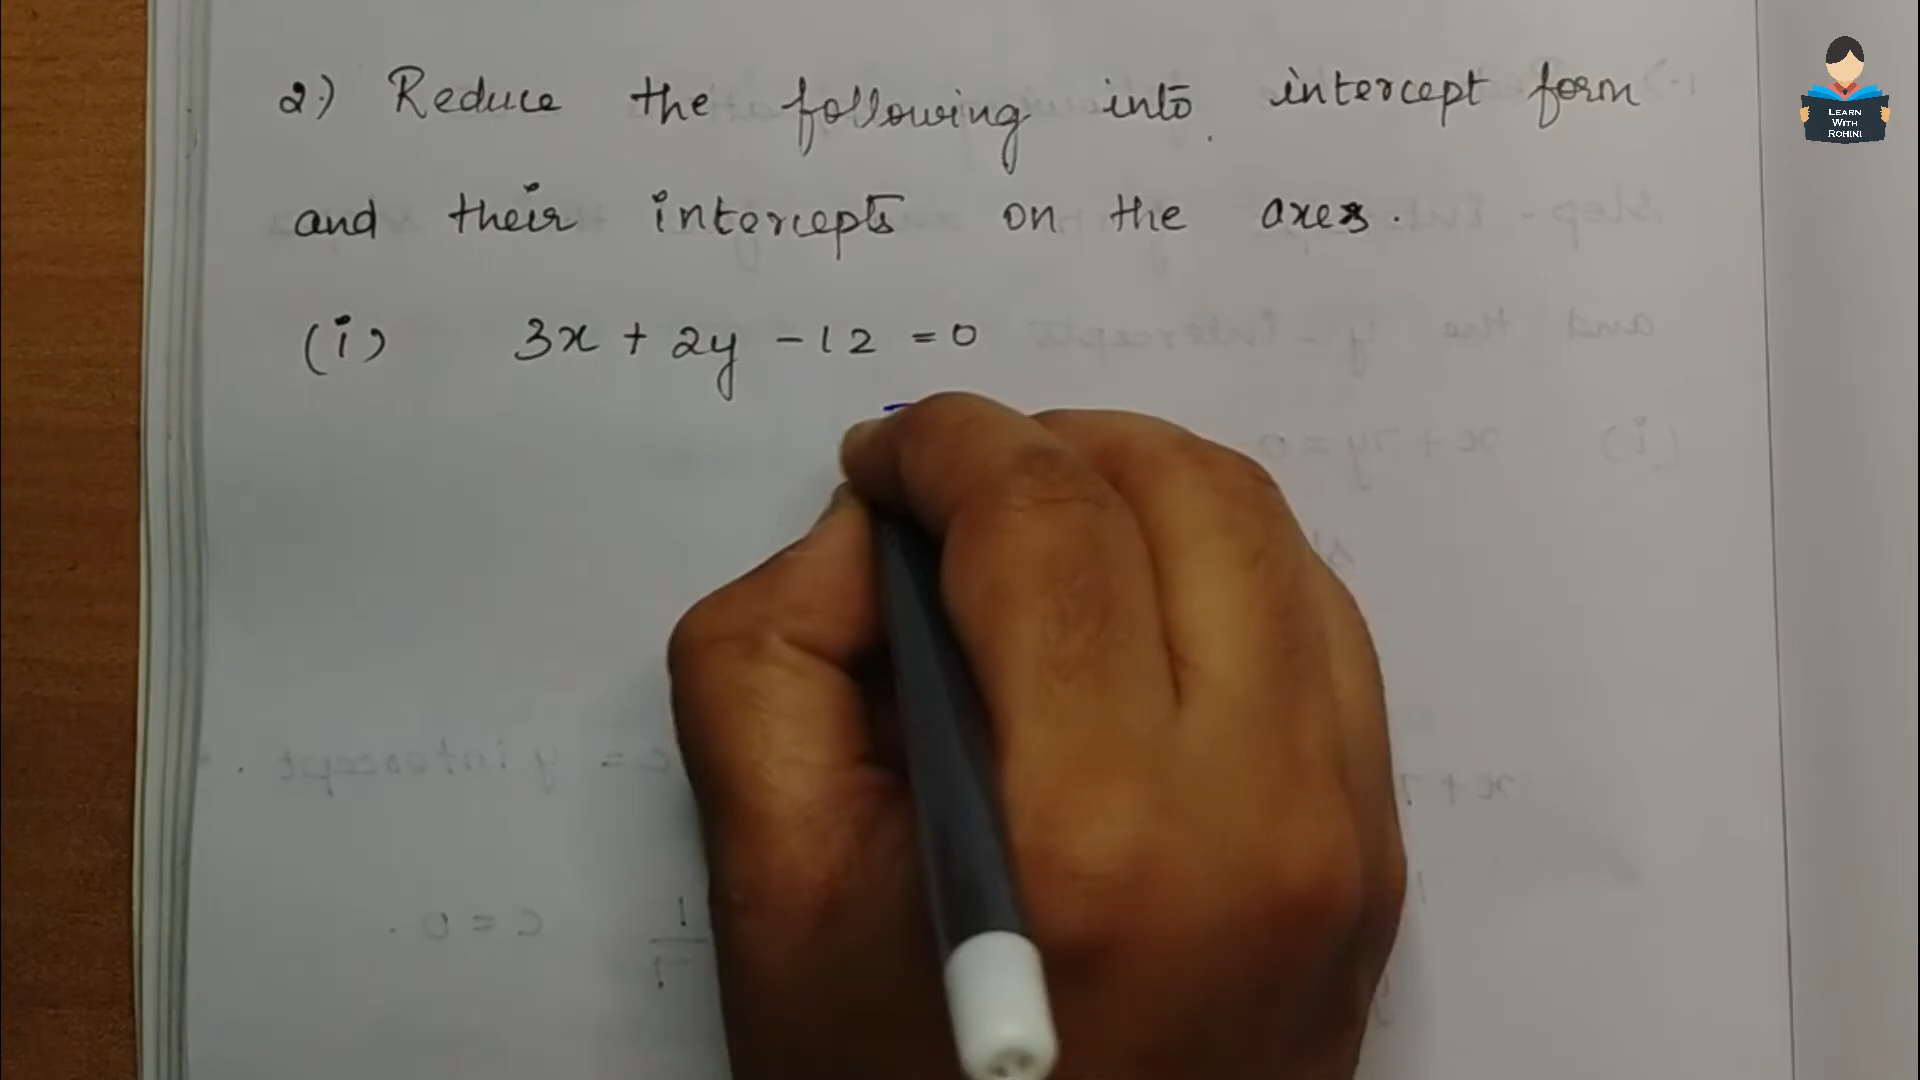 2.) Reduce the following into intercept form
and their intercepts on the axes.
(i) 3x + 2y - 12 = 0
LEARN
WITH
ROHINI